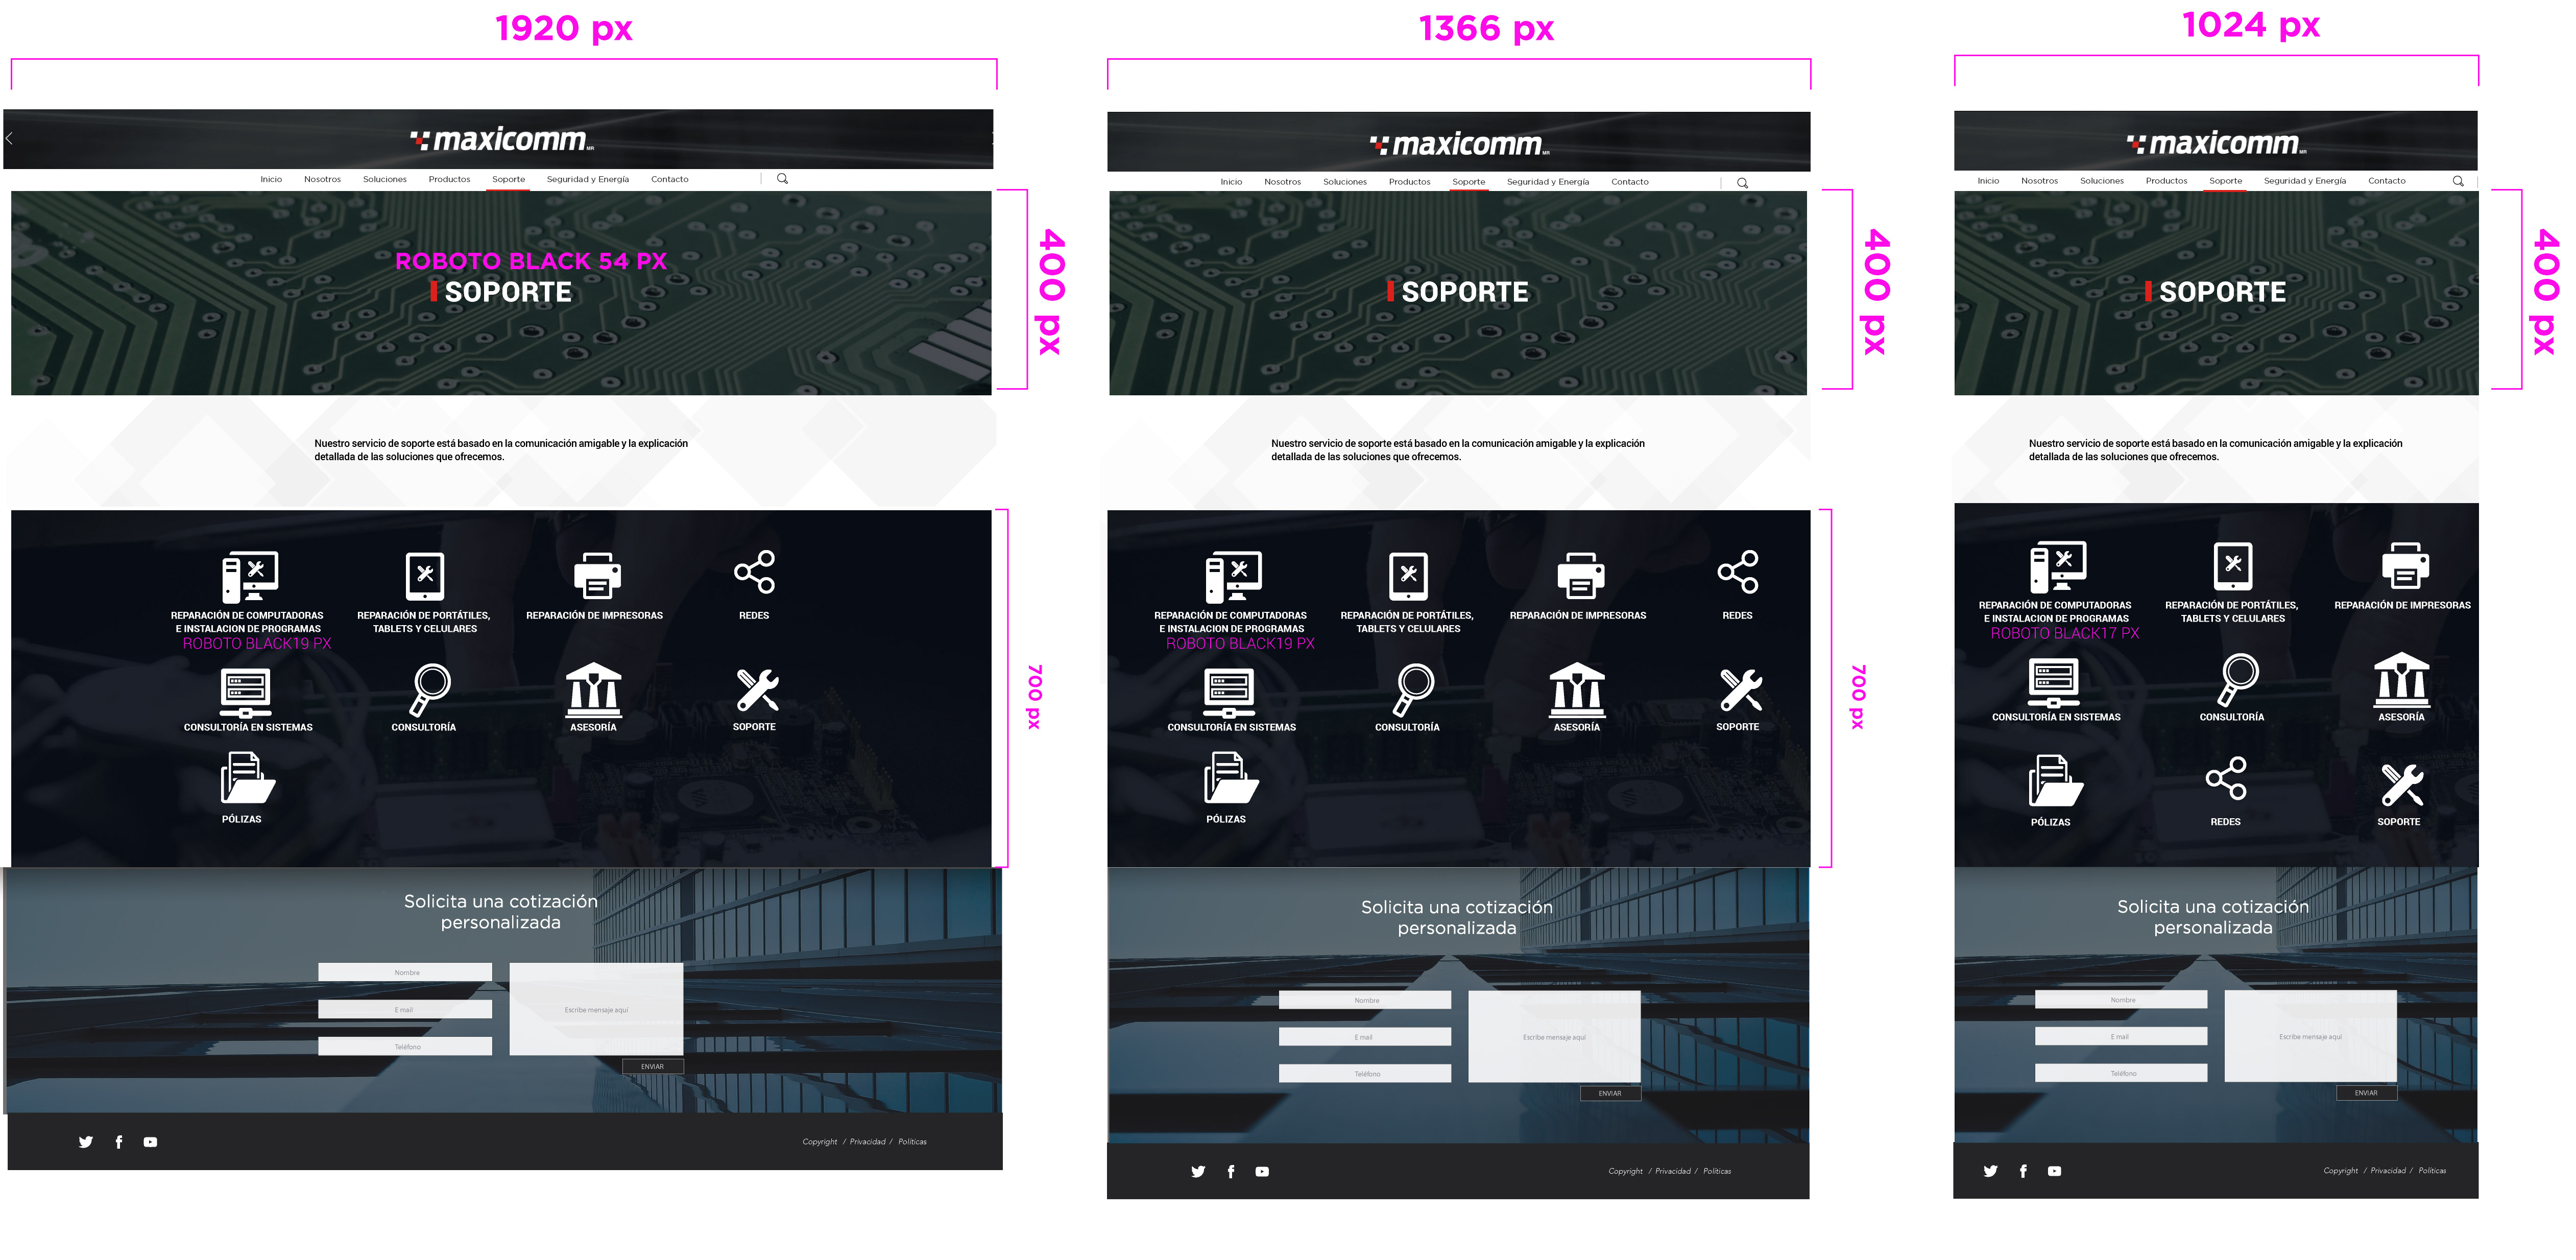 1920 px
maxicomm MR
Inicio Nosotros Soluciones Productos Soporte Seguridad y Energía Contacto
ROBOTO BLACK 54 PX
SOPORTE
400 px
Nuestro servicio de soporte está basado en la comunicación amigable y la explicación
detallada de las soluciones que ofrecemos.
REPARACIÓN DE COMPUTADORAS
E INSTALACION DE PROGRAMAS
ROBOTO BLACK19 PX
REPARACIÓN DE PORTÁTILES,
TABLETS Y CELULARES
REPARACIÓN DE IMPRESORAS
REDES
CONSULTORÍA EN SISTEMAS
CONSULTORÍA
ASESORÍA
SOPORTE
PÓLIZAS
700 px
Solicita una cotización
personalizada
Nombre
E mail
Teléfono
Escribe mensaje aquí
ENVIAR
Copyright / Privacidad / Políticas
1366 px
maxicomm MR
Inicio Nosotros Soluciones Productos Soporte Seguridad y Energía Contacto
SOPORTE
400 px
Nuestro servicio de soporte está basado en la comunicación amigable y la explicación
detallada de las soluciones que ofrecemos.
REPARACIÓN DE COMPUTADORAS
E INSTALACION DE PROGRAMAS
ROBOTO BLACK19 PX
REPARACIÓN DE PORTÁTILES,
TABLETS Y CELULARES
REPARACIÓN DE IMPRESORAS
REDES
CONSULTORÍA EN SISTEMAS
CONSULTORÍA
ASESORÍA
SOPORTE
PÓLIZAS
700 px
Solicita una cotización
personalizada
Nombre
E mail
Teléfono
Escribe mensaje aquí
ENVIAR
Copyright / Privacidad / Políticas
1024 px
maxicomm MR
Inicio Nosotros Soluciones Productos Soporte Seguridad y Energía Contacto
SOPORTE
400 px
Nuestro servicio de soporte está basado en la comunicación amigable y la explicación
detallada de las soluciones que ofrecemos.
REPARACIÓN DE COMPUTADORAS
E INSTALACION DE PROGRAMAS
ROBOTO BLACK17 PX
REPARACIÓN DE PORTÁTILES,
TABLETS Y CELULARES
REPARACIÓN DE IMPRESORAS
CONSULTORÍA EN SISTEMAS
CONSULTORÍA
ASESORÍA
PÓLIZAS
REDES
SOPORTE
Solicita una cotización
personalizada
Nombre
E mail
Teléfono
Escribe mensaje aquí
ENVIAR
Copyright / Privacidad / Políticas